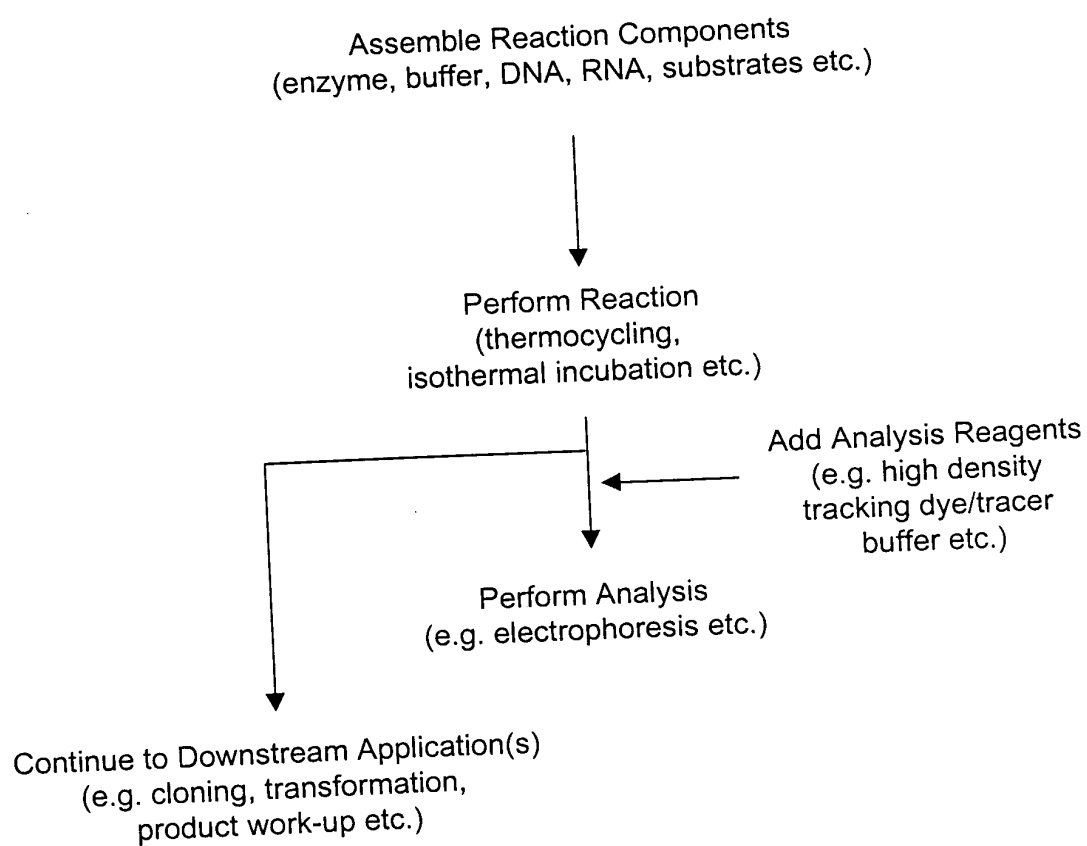 Assemble Reaction Components
(enzyme, buffer, DNA, RNA, substrates etc.)
Perform Reaction
(thermocycling,
isothermal incubation etc.)
Add Analysis Reagents
(e.g. high density
tracking dye/tracer
buffer etc.)
Perform Analysis
(e.g. electrophoresis etc.)
Continue to Downstream Application(s)
(e.g. cloning, transformation,
product work-up etc.)